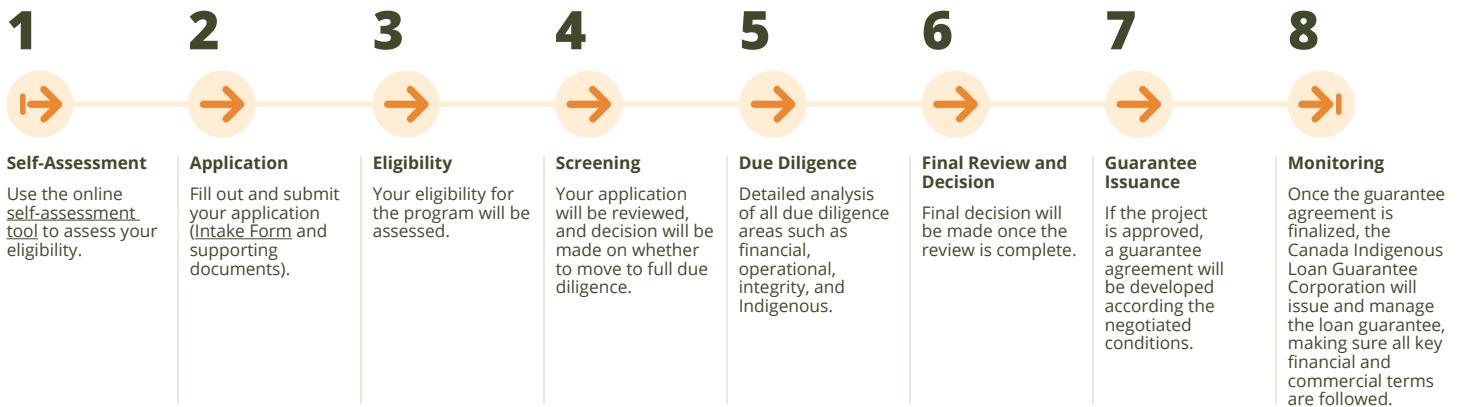 1
2
3
4
5
6
7
8
Self-Assessment
Use the online
self-assessment
tool to assess your
eligibility.
Application
Fill out and submit
your application
(Intake Form and
supporting
documents).
Eligibility
Your eligibility for
the program will be
assessed.
Screening
Your application
will be reviewed,
and decision will be
made on whether
to move to full due
diligence.
Due Diligence
Detailed analysis
of all due diligence
areas such as
financial,
operational,
integrity, and
Indigenous.
Final Review and
Decision
Final decision will
be made once the
review is complete.
Guarantee
Issuance
If the project
is approved,
a guarantee
agreement will
be developed
according the
negotiated
conditions.
Monitoring
Once the guarantee
agreement is
finalized, the
Canada Indigenous
Loan Guarantee
Corporation will
issue and manage
the loan guarantee,
making sure all key
financial and
commercial terms
are followed.